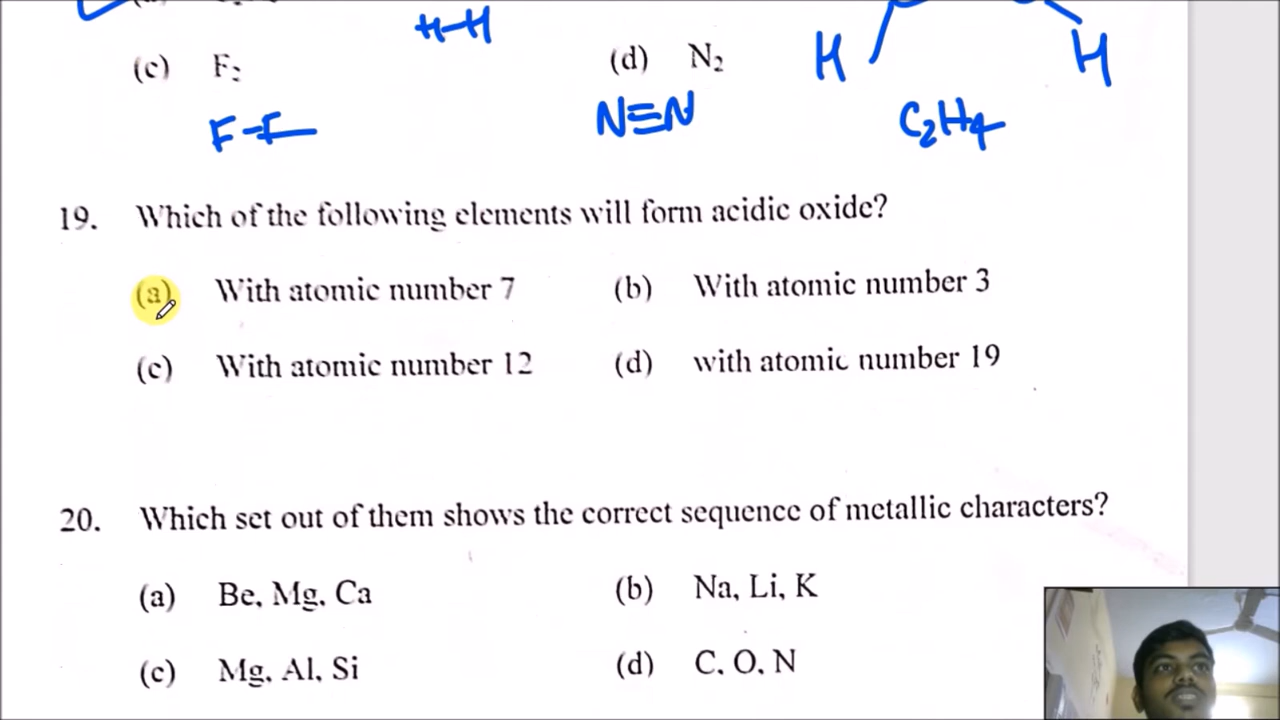 H-H
(c) F₂ (d) N₂ H H
F-F N≡N C₂H₄
19. Which of the following elements will form acidic oxide?
(a) With atomic number 7 (b) With atomic number 3
(c) With atomic number 12 (d) with atomic number 19
20. Which set out of them shows the correct sequence of metallic characters?
(a) Be, Mg, Ca (b) Na, Li, K
(c) Mg, Al, Si (d) C, O, N